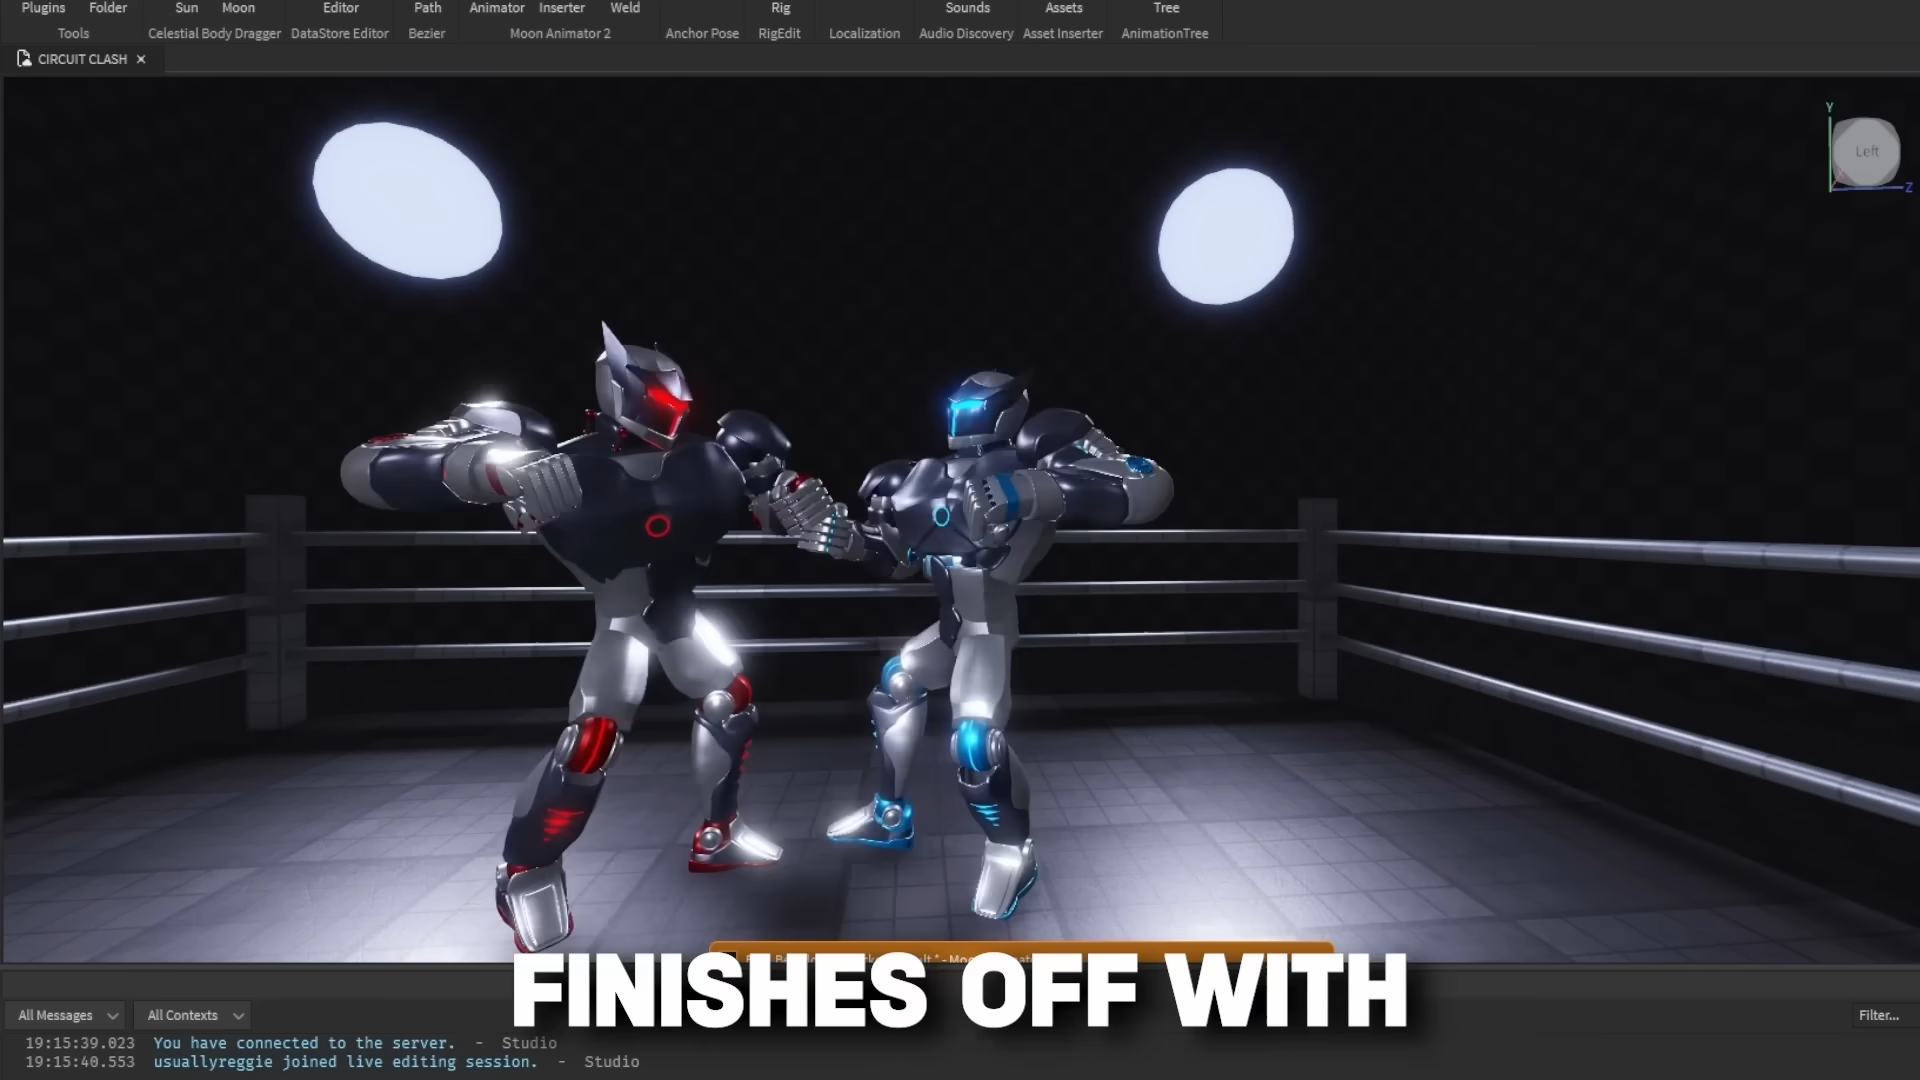 Plugins Folder Sun Moon Editor Path Animator Inserter Weld Rig Sounds Assets Tree
Tools Celestial Body Dragger DataStore Editor Bezier Moon Animator 2 Anchor Pose RigEdit Localization Audio Discovery Asset Inserter AnimationTree
CIRCUIT CLASH
Y
Left
Z
FINISHES OFF WITH
All Messages All Contexts Filter...
19:15:39.023 You have connected to the server. - Studio
19:15:40.553 usuallyreggie joined live editing session. - Studio